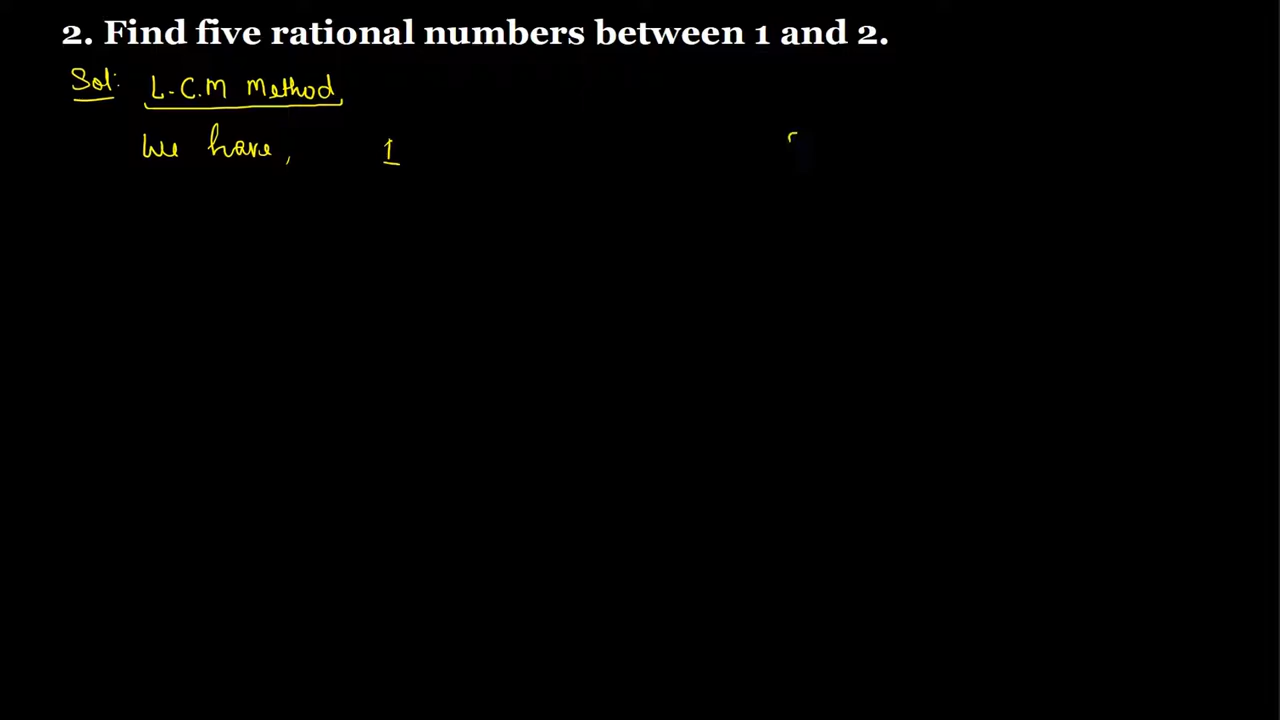 2. Find five rational numbers between 1 and 2.
Sol: L.C.M Method
We have, 1